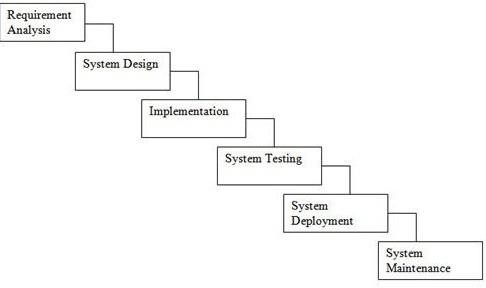 Requirement
Analysis
System Design
Implementation
System Testing
System
Deployment
System
Maintenance